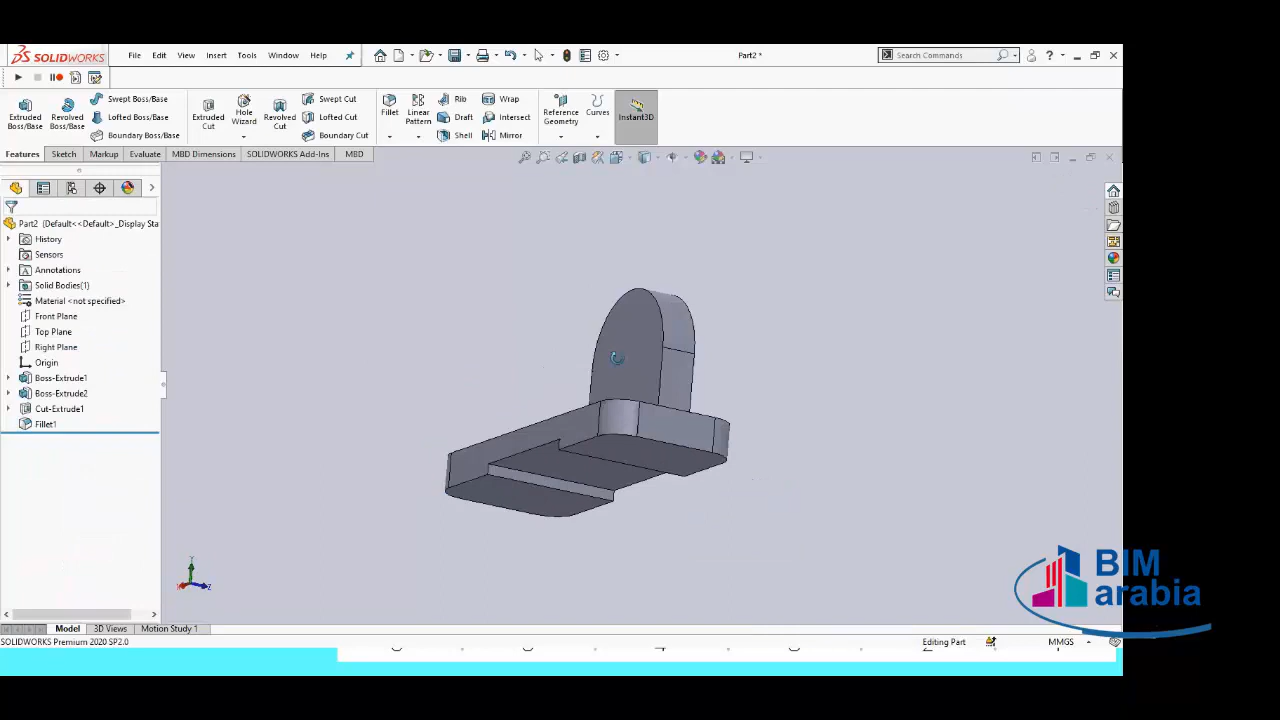 SOLIDWORKS File Edit View Insert Tools Window Help Part2 * Search Commands
Extruded Boss/Base Revolved Boss/Base Swept Boss/Base Lofted Boss/Base Boundary Boss/Base Extruded Cut Hole Wizard Revolved Cut Swept Cut Lofted Cut Boundary Cut Fillet Linear Pattern Rib Draft Shell Wrap Intersect Mirror Reference Geometry Curves Instant3D
Features Sketch Markup Evaluate MBD Dimensions SOLIDWORKS Add-Ins MBD
Part2 (Default<<Default>_Display Sta
History
Sensors
Annotations
Solid Bodies(1)
Material <not specified>
Front Plane
Top Plane
Right Plane
Origin
Boss-Extrude1
Boss-Extrude2
Cut-Extrude1
Fillet1
Y
Z
BIM
arabia
Model 3D Views Motion Study 1
SOLIDWORKS Premium 2020 SP2.0 Editing Part MMGS